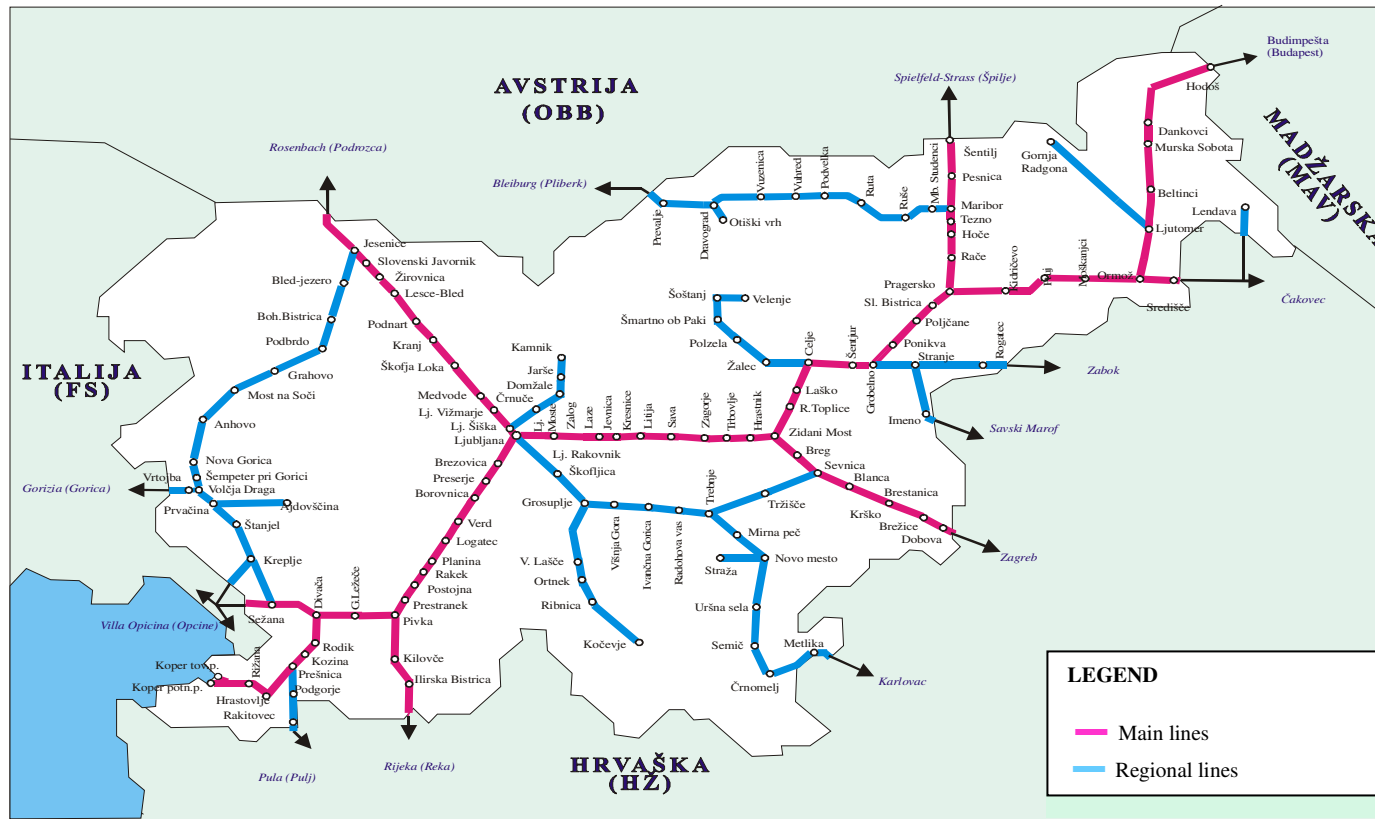 Budimpešta
(Budapest)
Spielfeld-Strass (Špilje)
AVSTRIJA
(OBB)
Hodoš
MADŽARSKA
(MAV)
Dankovci
Murska Sobota
Šentilj
Gornja
Radgona
Rosenbach (Podrozca)
Bleiburg (Pliberk)
Vuzenica
Vuhred
Podvelka
Ruta
Ruše
Mb. Studenci
Pesnica
Maribor
Tezno
Hoče
Rače
Beltinci
Lendava
Ljutomer
Prevalje
Dravograd
Otiški vrh
Jesenice
Slovenski Javornik
Žirovnica
Lesce-Bled
Bled-jezero
Boh.Bistrica
Podbrdo
Grahovo
Most na Soči
Anhovo
Podnart
Kranj
Škofja Loka
Medvode
Lj. Vižmarje
Lj. Šiška
Ljubljana
Kamnik
Jarše
Domžale
Črnuče
Šoštanj
Velenje
Šmartno ob Paki
Polzela
Žalec
Celje
Šentjur
Grobelno
Pragersko
Sl. Bistrica
Poljčane
Ponikva
Stranje
Rogatec
Kidričevo
Ptuj
Moškanjci
Ormož
Središče
Čakovec
Zabok
Imeno
Savski Marof
ITALIJA
(FS)
Laško
R.Toplice
Zidani Most
Lj.
Moste
Zalog
Laze
Jevnica
Kresnice
Litija
Sava
Zagorje
Trbovlje
Hrastnik
Breg
Sevnica
Blanca
Brestanica
Krško
Brežice
Dobova
Zagreb
Nova Gorica
Šempeter pri Gorici
Vrtojba
Volčja Draga
Gorizia (Gorica)
Prvačina
Ajdovščina
Štanjel
Kreplje
Brezovica
Preserje
Borovnica
Verd
Logatec
Planina
Rakek
Postojna
Prestranek
Pivka
Lj. Rakovnik
Škofljica
Grosuplje
Višnja Gora
Ivančna Gorica
Radohova vas
Trebnje
Tržišče
Mirna peč
Novo mesto
Straža
V. Lašče
Ortnek
Ribnica
Kočevje
Uršna sela
Semič
Metlika
Črnomelj
Karlovac
Villa Opicina (Opcine)
Sežana
Divača
G.Ležeče
Rodik
Kozina
Prešnica
Podgorje
Koper tov.p.
Koper potn.p.
Rižana
Hrastovlje
Rakitovec
Kilovče
Ilirska Bistrica
Pula (Pulj)
Rijeka (Reka)
HRVAŠKA
(HŽ)
LEGEND
Main lines
Regional lines